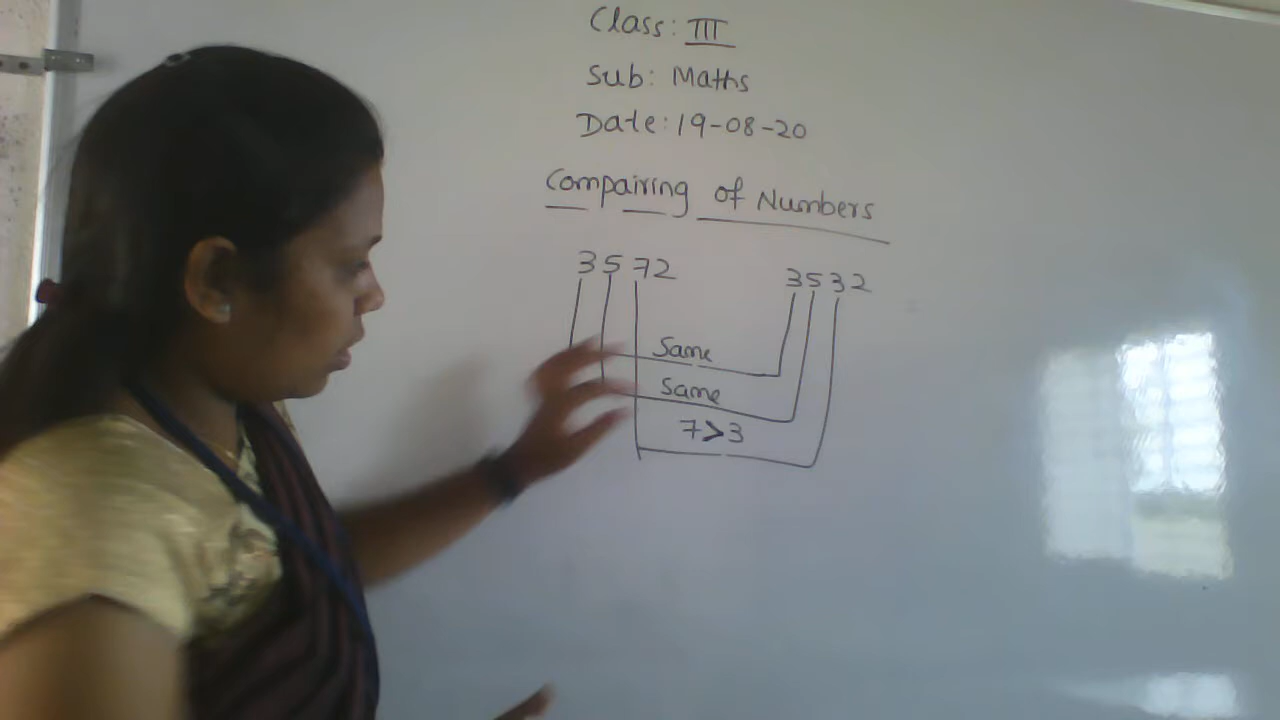 Class: III
Sub: Maths
Date: 19-08-20
Compairing of Numbers
3572 3532
Same
Same
7>3